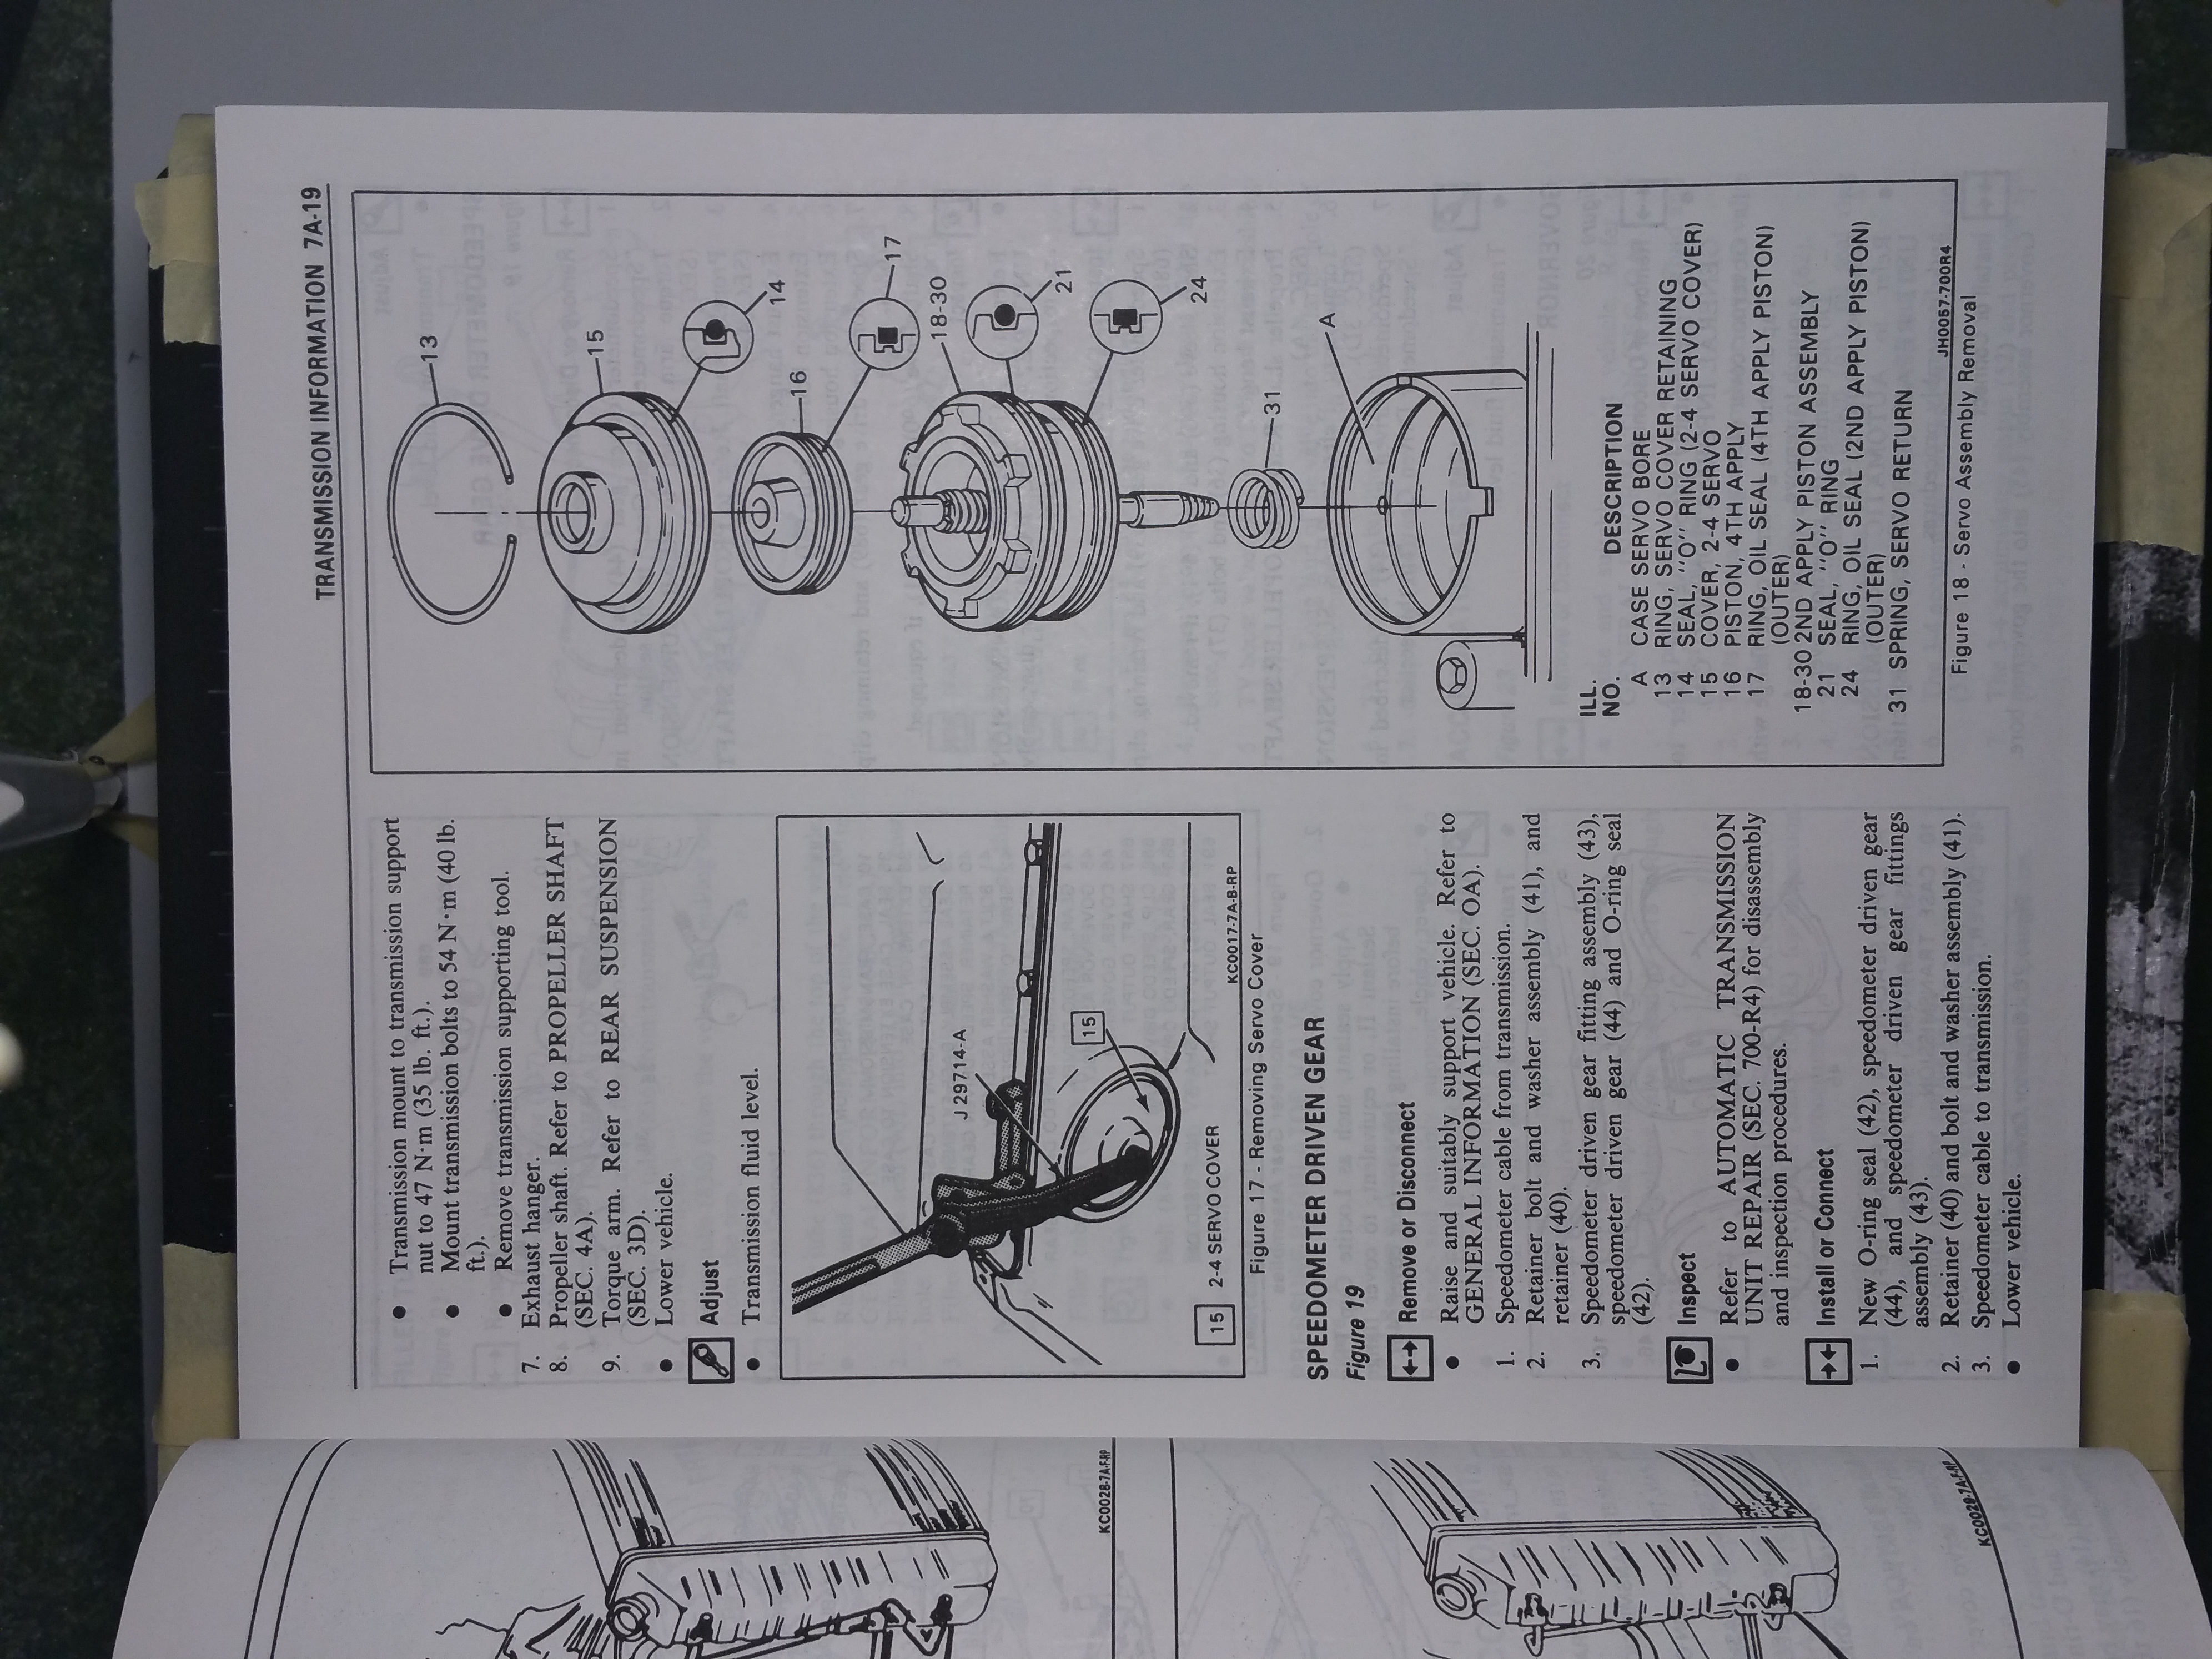 TRANSMISSION INFORMATION 7A-19
● Transmission mount to transmission support
nut to 47 N·m (35 lb. ft.).
● Mount transmission bolts to 54 N·m (40 lb.
ft.).
● Remove transmission supporting tool.
7. Exhaust hanger.
8. Propeller shaft. Refer to PROPELLER SHAFT
(SEC. 4A).
9. Torque arm. Refer to REAR SUSPENSION
(SEC. 3D).
● Lower vehicle.
Adjust
● Transmission fluid level.
J 29714-A
15
15 2-4 SERVO COVER
KC0017-7A-B-RP
Figure 17 - Removing Servo Cover
SPEEDOMETER DRIVEN GEAR
Figure 19
Remove or Disconnect
● Raise and suitably support vehicle. Refer to
GENERAL INFORMATION (SEC. OA).
1. Speedometer cable from transmission.
2. Retainer bolt and washer assembly (41), and
retainer (40).
3. Speedometer driven gear fitting assembly (43),
speedometer driven gear (44) and O-ring seal
(42).
Inspect
● Refer to AUTOMATIC TRANSMISSION
UNIT REPAIR (SEC. 700-R4) for disassembly
and inspection procedures.
Install or Connect
1. New O-ring seal (42), speedometer driven gear
(44), and speedometer driven gear fittings
assembly (43).
2. Retainer (40) and bolt and washer assembly (41).
3. Speedometer cable to transmission.
● Lower vehicle.
13
15
14
16
17
18-30
21
24
31
A
ILL.
NO. DESCRIPTION
A CASE SERVO BORE
13 RING, SERVO COVER RETAINING
14 SEAL, "O" RING (2-4 SERVO COVER)
15 COVER, 2-4 SERVO
16 PISTON, 4TH APPLY
17 RING, OIL SEAL (4TH APPLY PISTON)
(OUTER)
18-30 2ND APPLY PISTON ASSEMBLY
21 SEAL, "O" RING
24 RING, OIL SEAL (2ND APPLY PISTON)
(OUTER)
31 SPRING, SERVO RETURN
JH0057-700R4
Figure 18 - Servo Assembly Removal
KC0028-7A-F-RP
KC0029-7A-F-RP